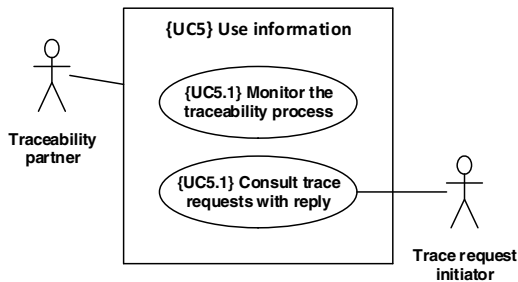 {UC5} Use information
{UC5.1} Monitor the
traceability process
Traceability
partner
{UC5.1} Consult trace
requests with reply
Trace request
initiator